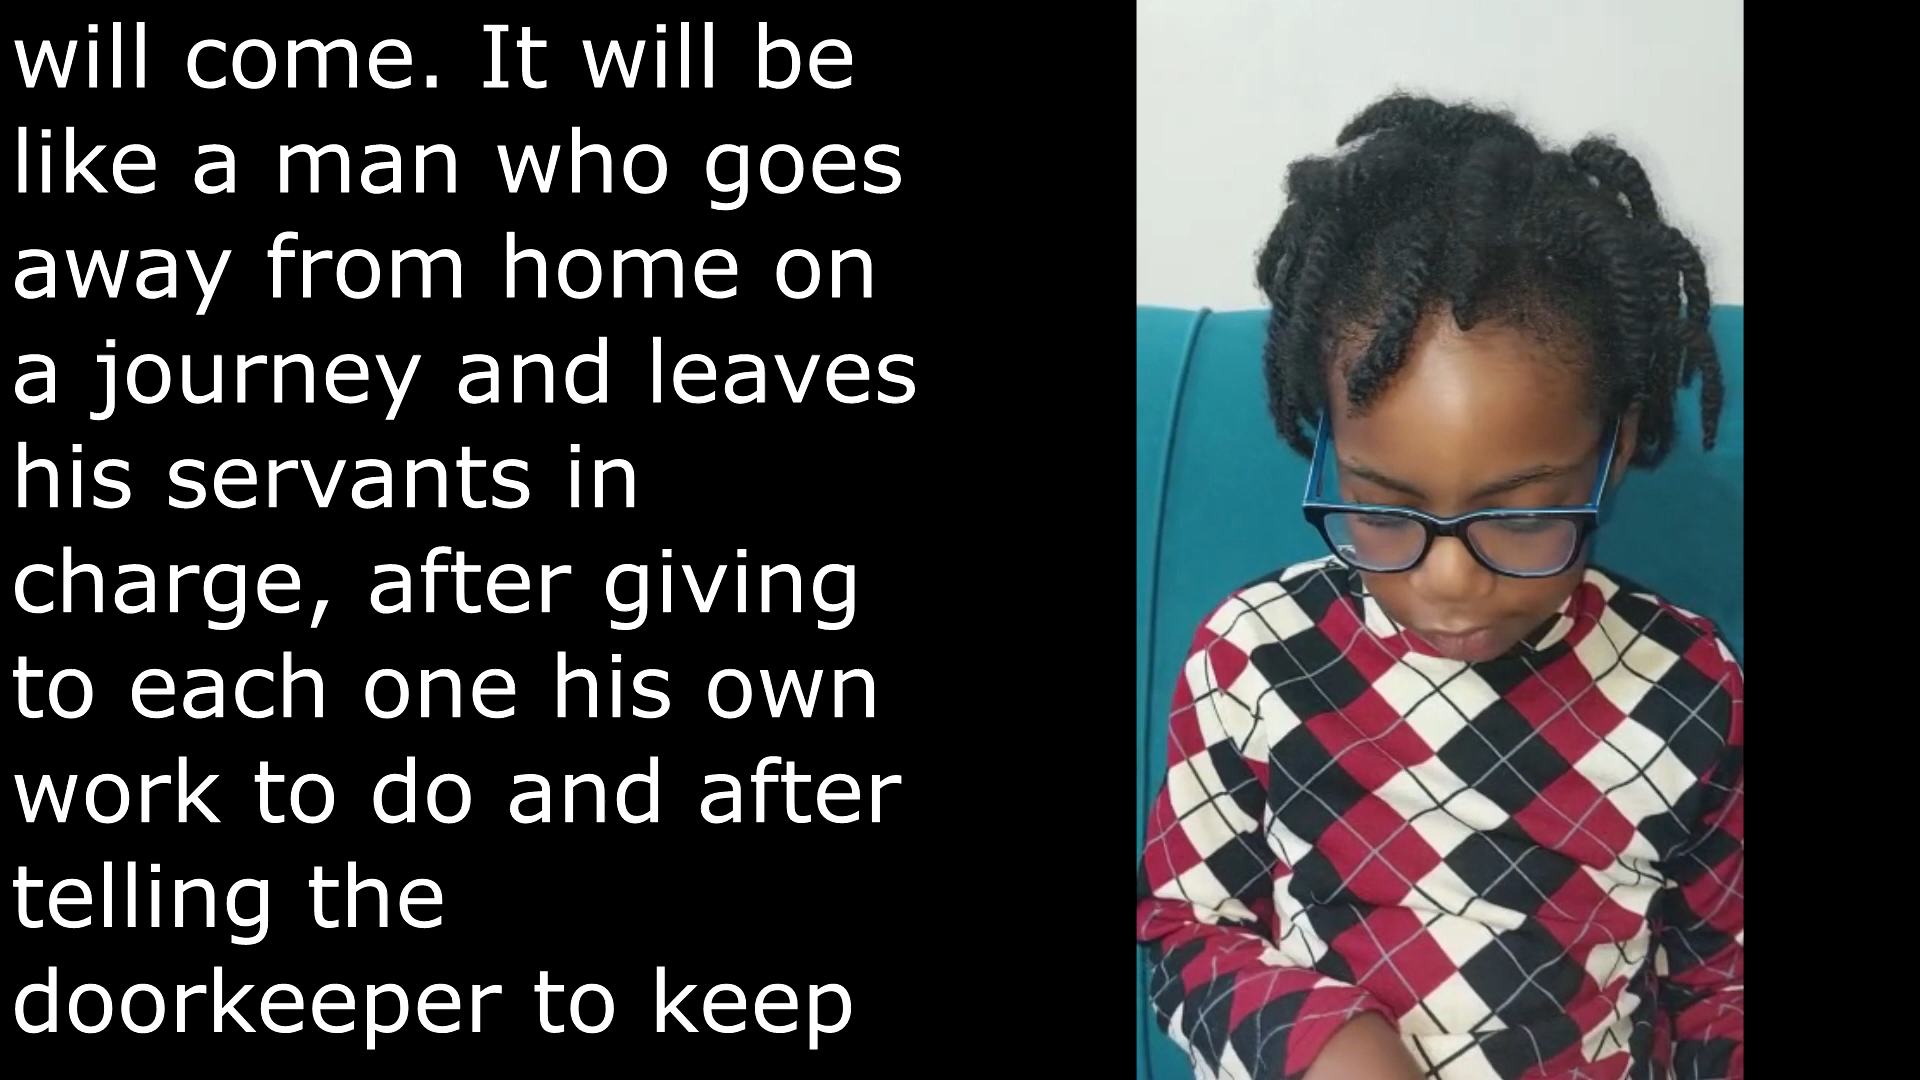 will come. It will be
like a man who goes
away from home on
a journey and leaves
his servants in
charge, after giving
to each one his own
work to do and after
telling the
doorkeeper to keep